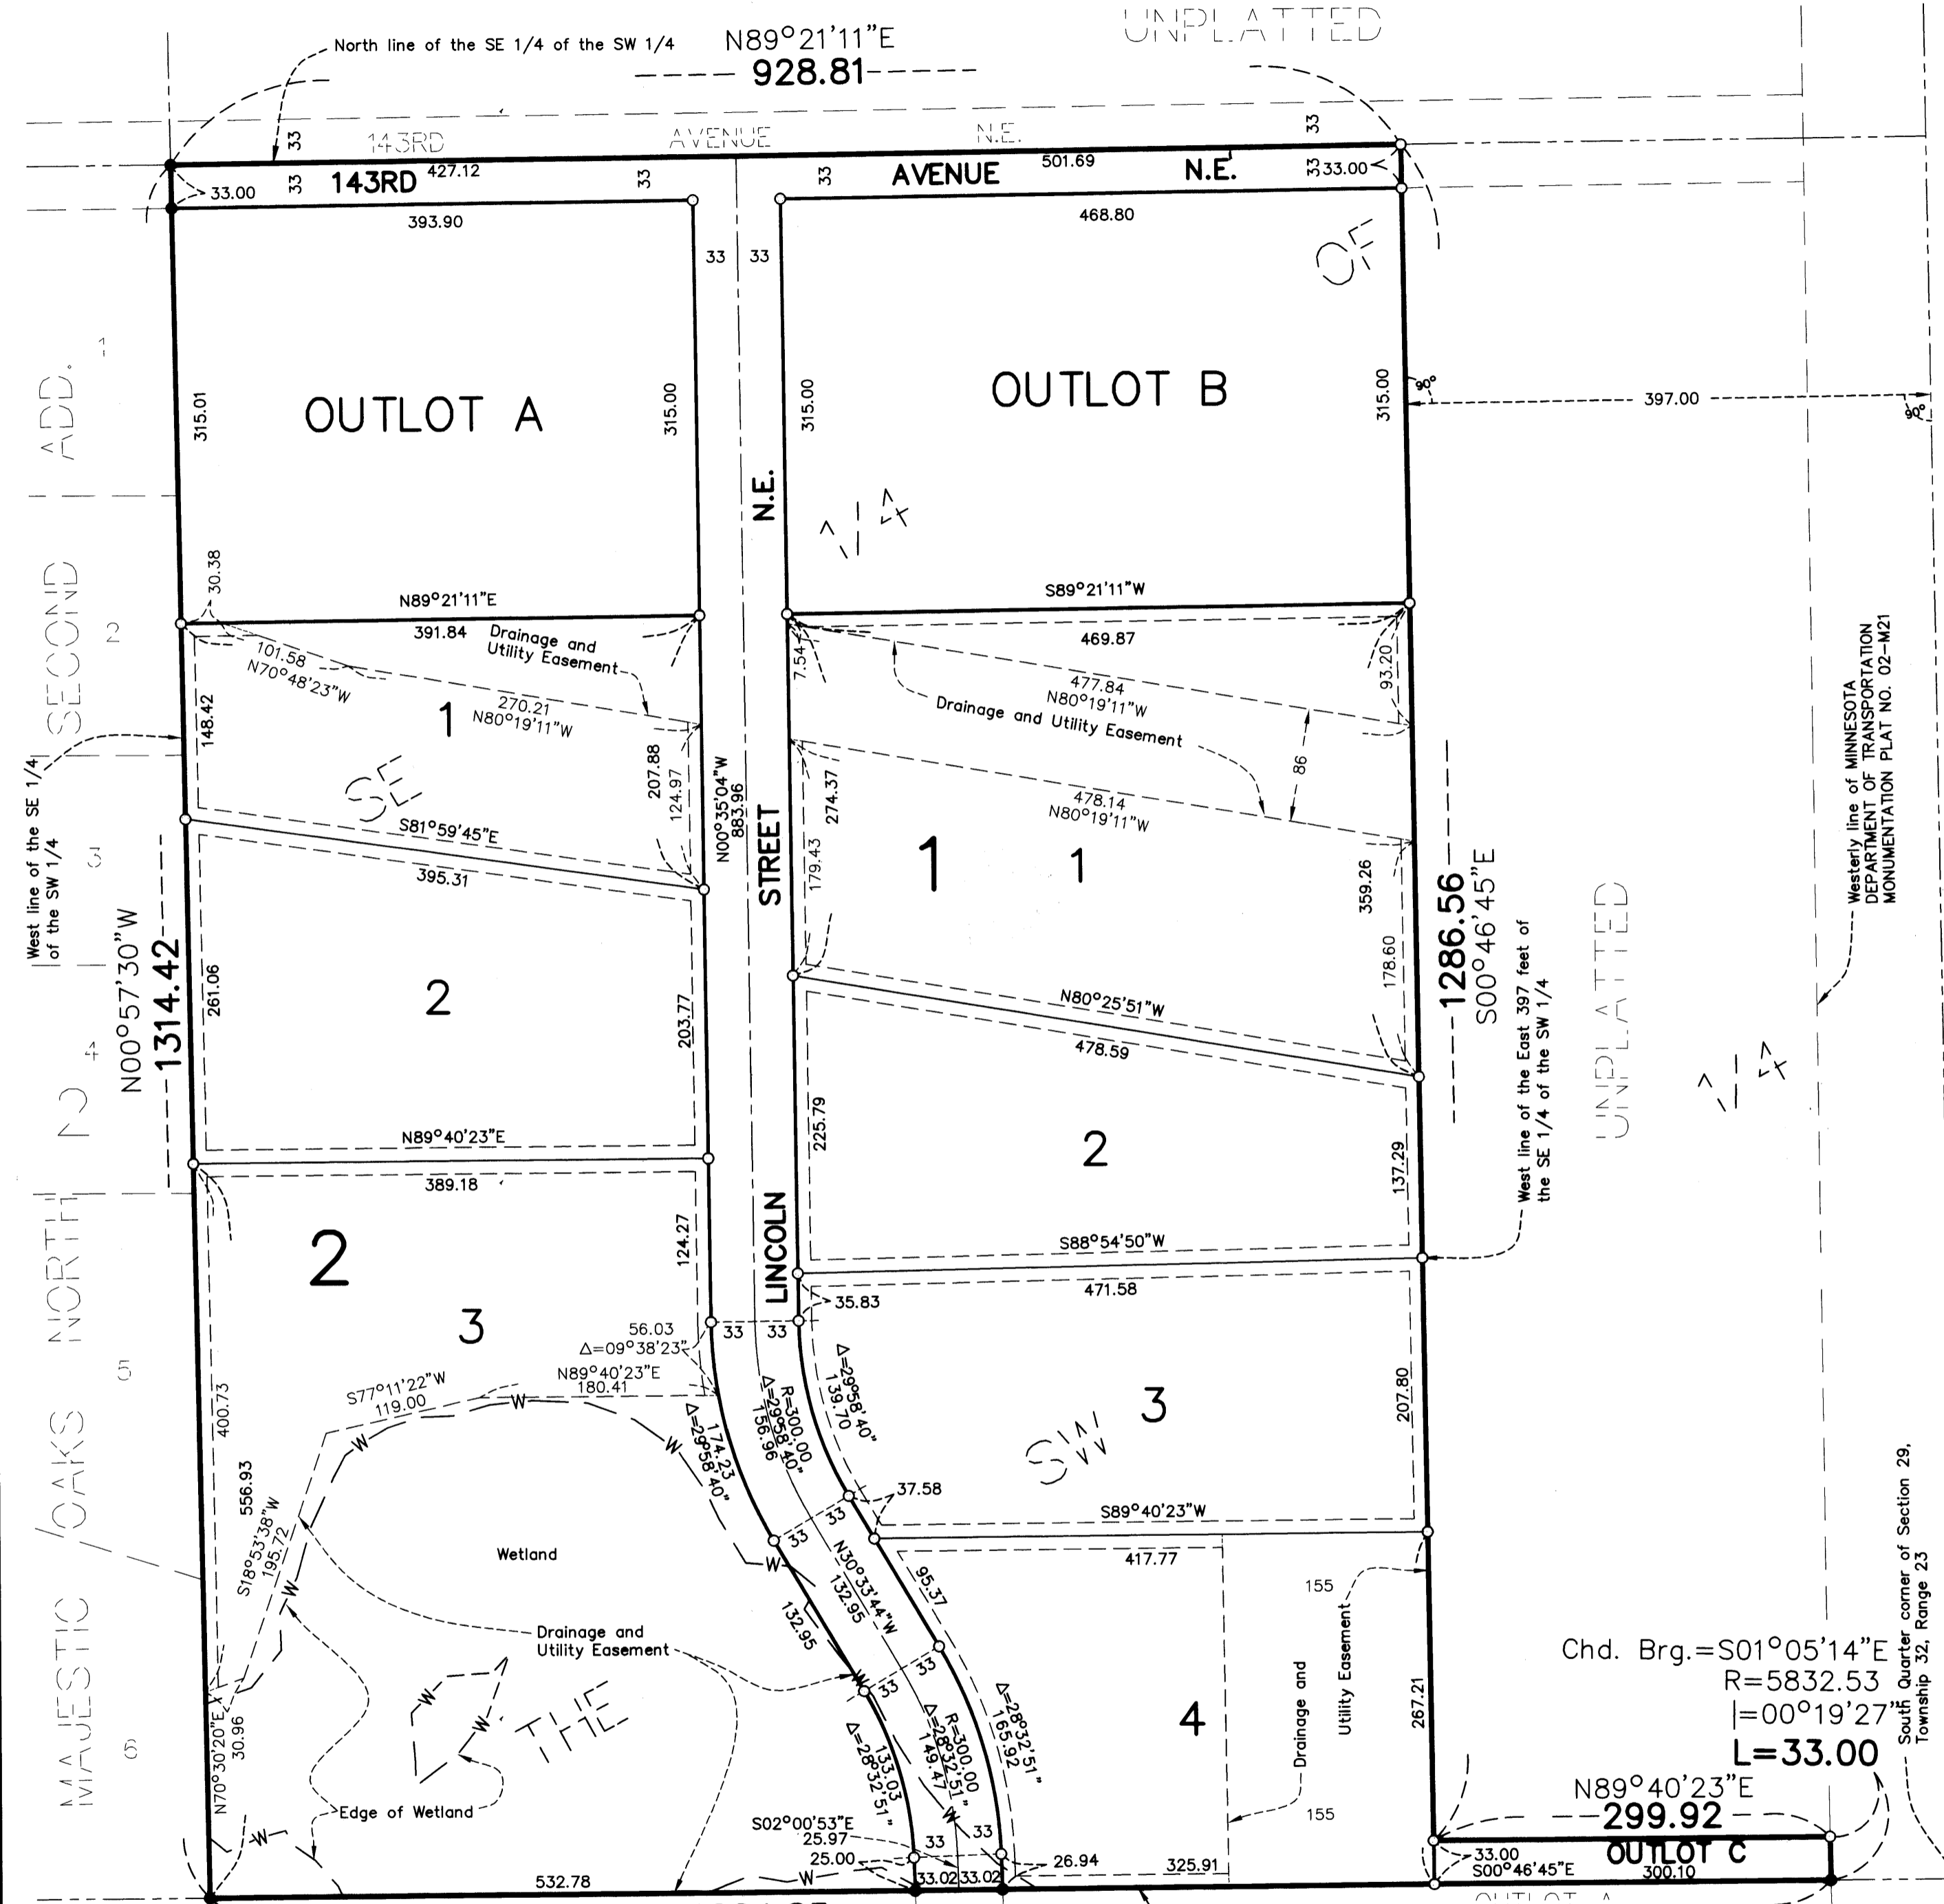 UNPLATTED
North line of the SE 1/4 of the SW 1/4
N89°21'11"E
928.81
33
143RD
AVENUE
N.E.
33
33.00
33
143RD
427.12
33
33
AVENUE
501.69
N.E.
33
33.00
393.90
468.80
33
33
OF
1
ADD.
315.01
OUTLOT A
315.00
315.00
OUTLOT B
315.00
90°
397.00
90°
N.E.
1/4
30.38
N89°21'11"E
S89°21'11"W
SECOND
2
391.84
Drainage and
Utility Easement
469.87
101.58
N70°48'23"W
7.54
93.20
477.84
N80°19'11"W
148.42
1
270.21
N80°19'11"W
Drainage and Utility Easement
86
West line of the SE 1/4
of the SW 1/4
SE
207.88
124.97
N00°35'04"W
883.96
274.37
478.14
N80°19'11"W
Westerly line of MINNESOTA
DEPARTMENT OF TRANSPORTATION
MONUMENTATION PLAT NO. 02-M21
S81°59'45"E
395.31
STREET
179.43
1
1
359.26
3
N00°57'30"W
1314.42
261.06
2
203.77
178.60
1286.56
S00°46'45"E
West line of the East 397 feet of
the SE 1/4 of the SW 1/4
UNPLATTED
1/4
N80°25'51"W
478.59
4
NO. 2
N89°40'23"E
389.18
225.79
2
137.29
S88°54'50"W
471.58
LINCOLN
NORTH
2
124.27
3
35.83
56.03
Δ=09°38'23"
33
33
5
N89°40'23"E
180.41
S77°11'22"W
119.00
W
400.73
556.93
S18°53'38"W
195.72
W
W
W
174.23
Δ=29°58'40"
R=300.00
Δ=29°58'40"
156.96
Δ=29°58'40"
139.70
3
207.80
SW
37.58
33
33
S89°40'23"W
417.77
OAKS
Wetland
W
N30°33'44"W
132.95
132.95
95.37
155
South Quarter corner of Section 29,
Township 32, Range 23
Drainage and
Utility Easement
Utility Easement
Drainage and
MAJESTIC
6
N70°30'20"E
30.96
W
W
THE
W
33
33
Δ=28°32'51"
165.92
R=300.00
Δ=28°32'51"
149.47
133.03
Δ=28°32'51"
4
267.21
Chd. Brg.=S01°05'14"E
R=5832.53
|=00°19'27"
L=33.00
N89°40'23"E
299.92
Edge of Wetland
W
W
S02°00'53"E
25.97
25.00
33
33
155
33.00
OUTLOT C
S00°46'45"E
300.10
W
532.78
33.02
33.02
26.94
325.91
OUTLOT A